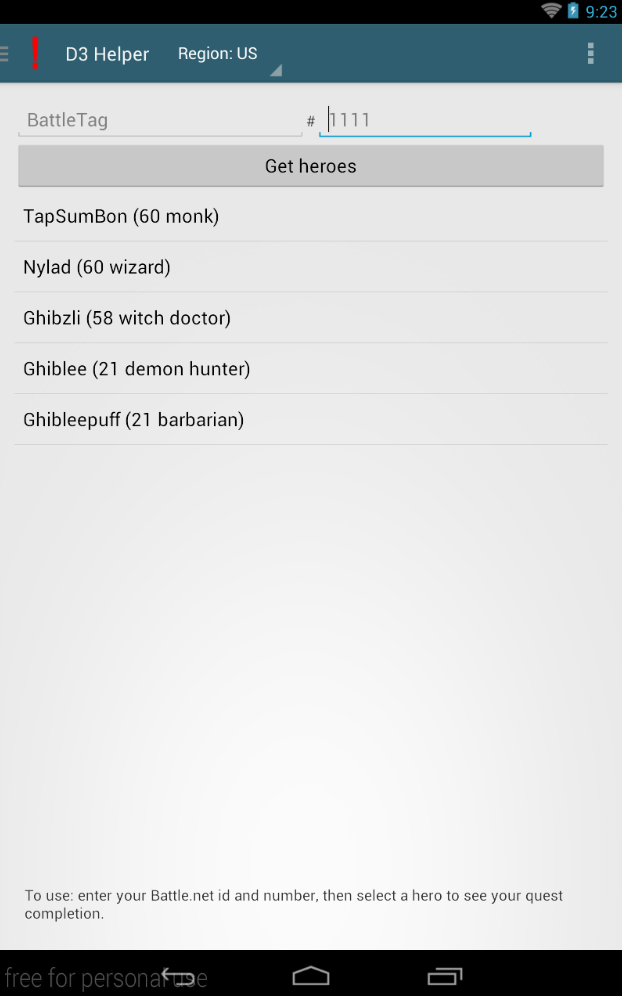 9:23
D3 Helper Region: US
BattleTag # 1111
Get heroes
TapSumBon (60 monk)
Nylad (60 wizard)
Ghibzli (58 witch doctor)
Ghiblee (21 demon hunter)
Ghibleepuff (21 barbarian)
To use: enter your Battle.net id and number, then select a hero to see your quest
completion.
free for personal use